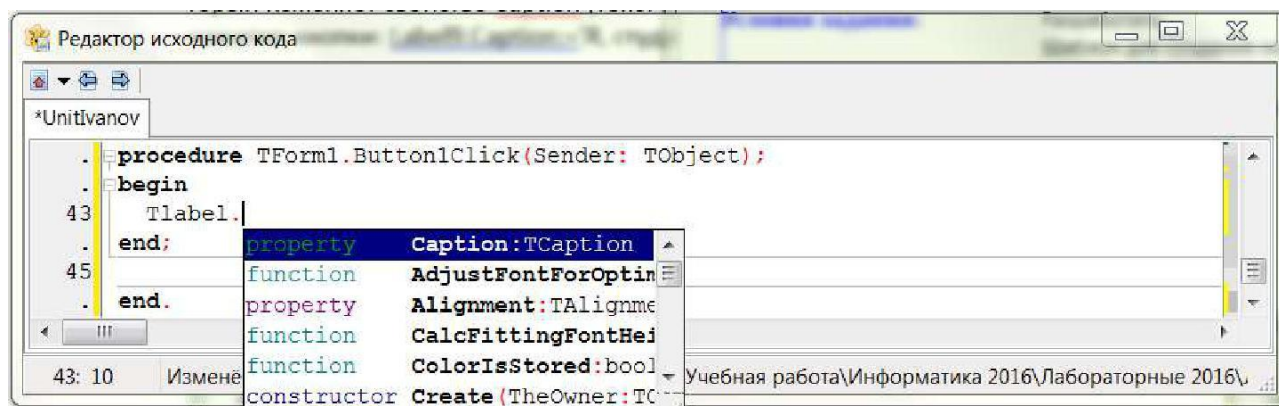 Редактор исходного кода
*UnitIvanov
procedure TForm1.Button1Click(Sender: TObject);
begin
43 Tlabel.
end;
property Caption:TCaption
45
function AdjustFontForOptim
end.
property Alignment:TAlignme
function CalcFittingFontHei
function ColorIsStored:bool
43: 10 Изменё Учебная работа\Информатика 2016\Лабораторные 2016\
constructor Create(TheOwner:TC